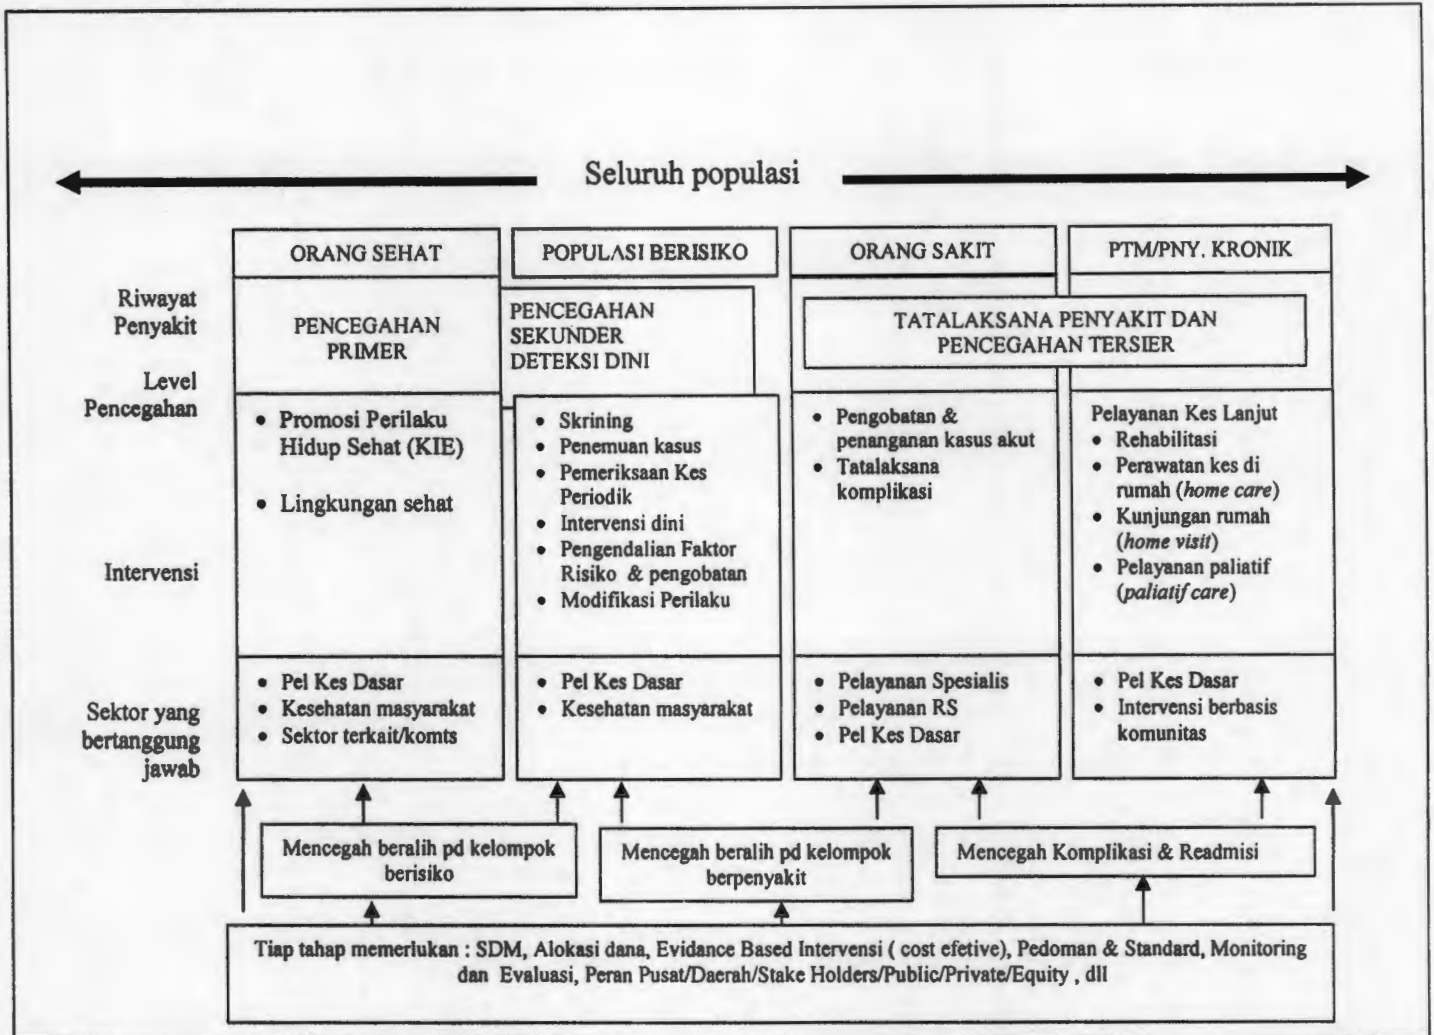 Seluruh populasi
ORANG SEHAT
POPULASI BERISIKO
ORANG SAKIT
PTM/PNY. KRONIK
Riwayat
Penyakit
PENCEGAHAN
PRIMER
PENCEGAHAN
SEKUNDER
DETEKSI DINI
TATALAKSANA PENYAKIT DAN
PENCEGAHAN TERSIER
Level
Pencegahan
• Promosi Perilaku
Hidup Sehat (KIE)
• Lingkungan sehat
• Skrining
• Penemuan kasus
• Pemeriksaan Kes
Periodik
• Intervensi dini
• Pengendalian Faktor
Risiko & pengobatan
• Modifikasi Perilaku
• Pengobatan &
penanganan kasus akut
• Tatalaksana
komplikasi
Pelayanan Kes Lanjut
• Rehabilitasi
• Perawatan kes di
rumah (home care)
• Kunjungan rumah
(home visit)
• Pelayanan paliatif
(paliatif care)
Intervensi
Sektor yang
bertanggung
jawab
• Pel Kes Dasar
• Kesehatan masyarakat
• Sektor terkait/komts
• Pel Kes Dasar
• Kesehatan masyarakat
• Pelayanan Spesialis
• Pelayanan RS
• Pel Kes Dasar
• Pel Kes Dasar
• Intervensi berbasis
komunitas
Mencegah beralih pd kelompok
berisiko
Mencegah beralih pd kelompok
berpenyakit
Mencegah Komplikasi & Readmisi
Tiap tahap memerlukan : SDM, Alokasi dana, Evidance Based Intervensi ( cost efetive), Pedoman & Standard, Monitoring
dan Evaluasi, Peran Pusat/Daerah/Stake Holders/Public/Private/Equity , dll